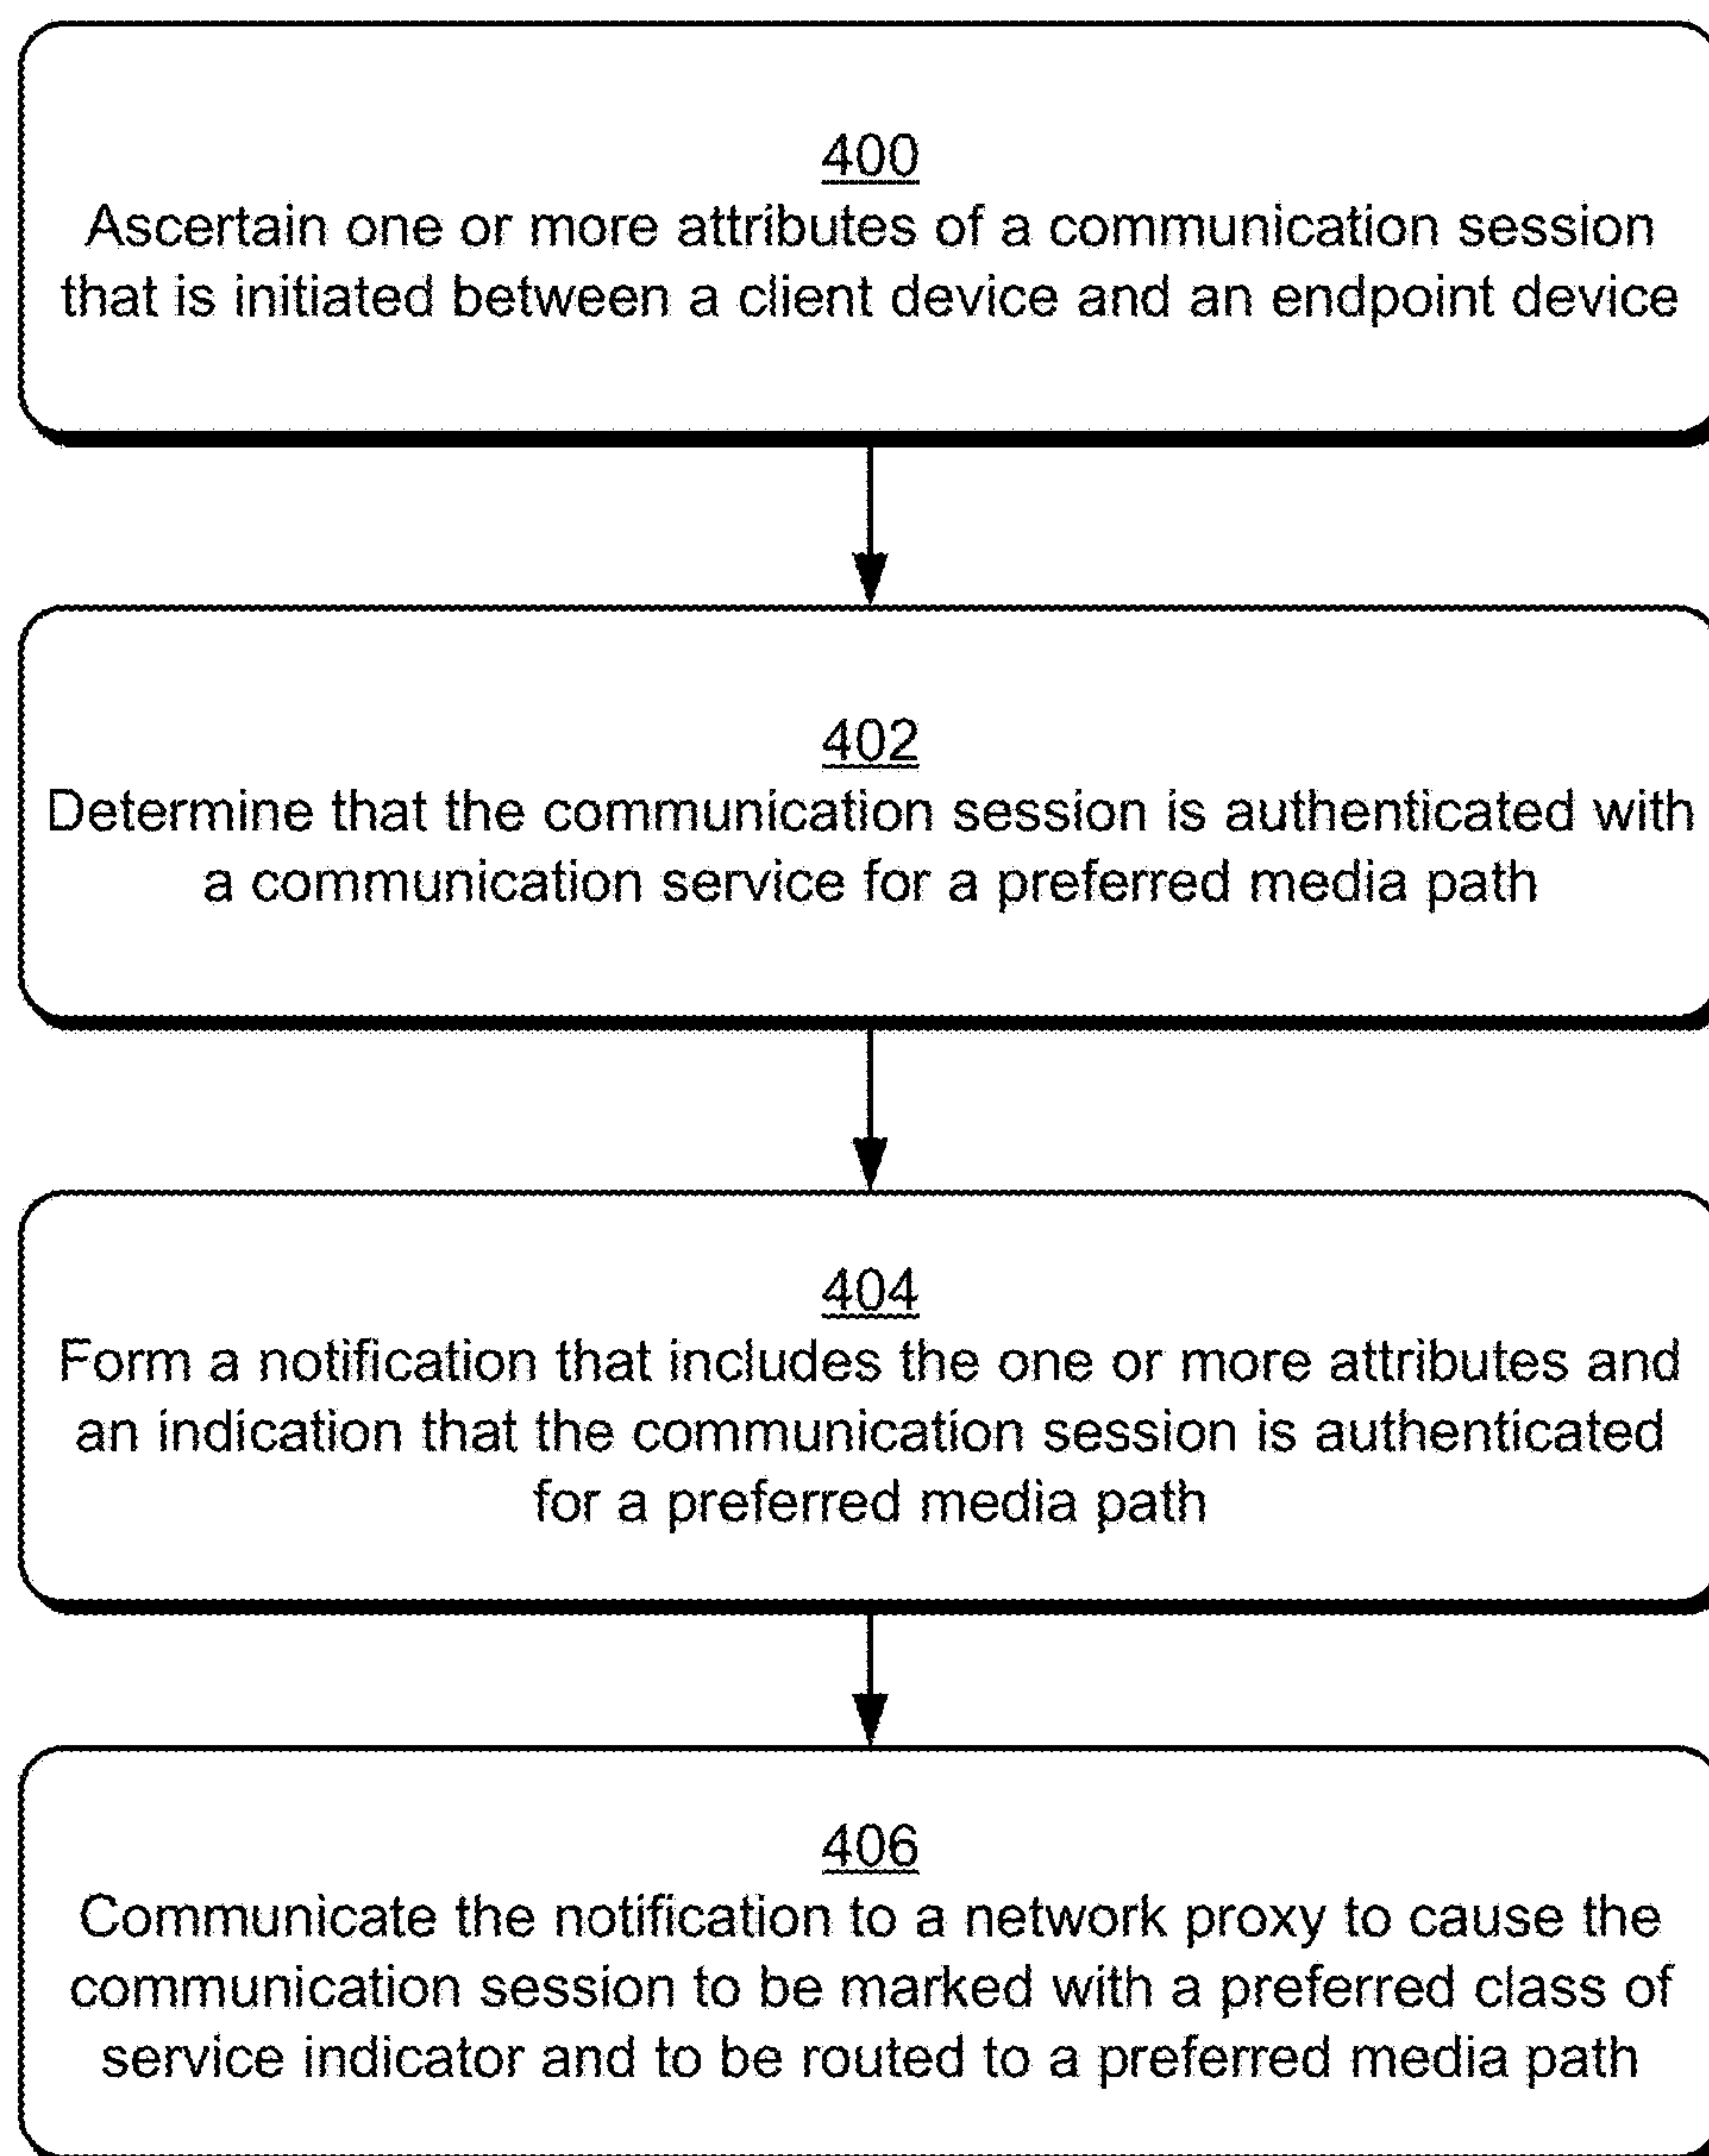 400
Ascertain one or more attributes of a communication session
that is initiated between a client device and an endpoint device
402
Determine that the communication session is authenticated with
a communication service for a preferred media path
404
Form a notification that includes the one or more attributes and
an indication that the communication session is authenticated
for a preferred media path
406
Communicate the notification to a network proxy to cause the
communication session to be marked with a preferred class of
service indicator and to be routed to a preferred media path